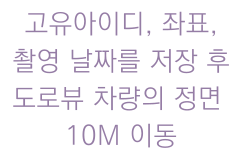 고유아이디, 좌표,
촬영 날짜를 저장 후
도로뷰 차량의 정면
10M 이동